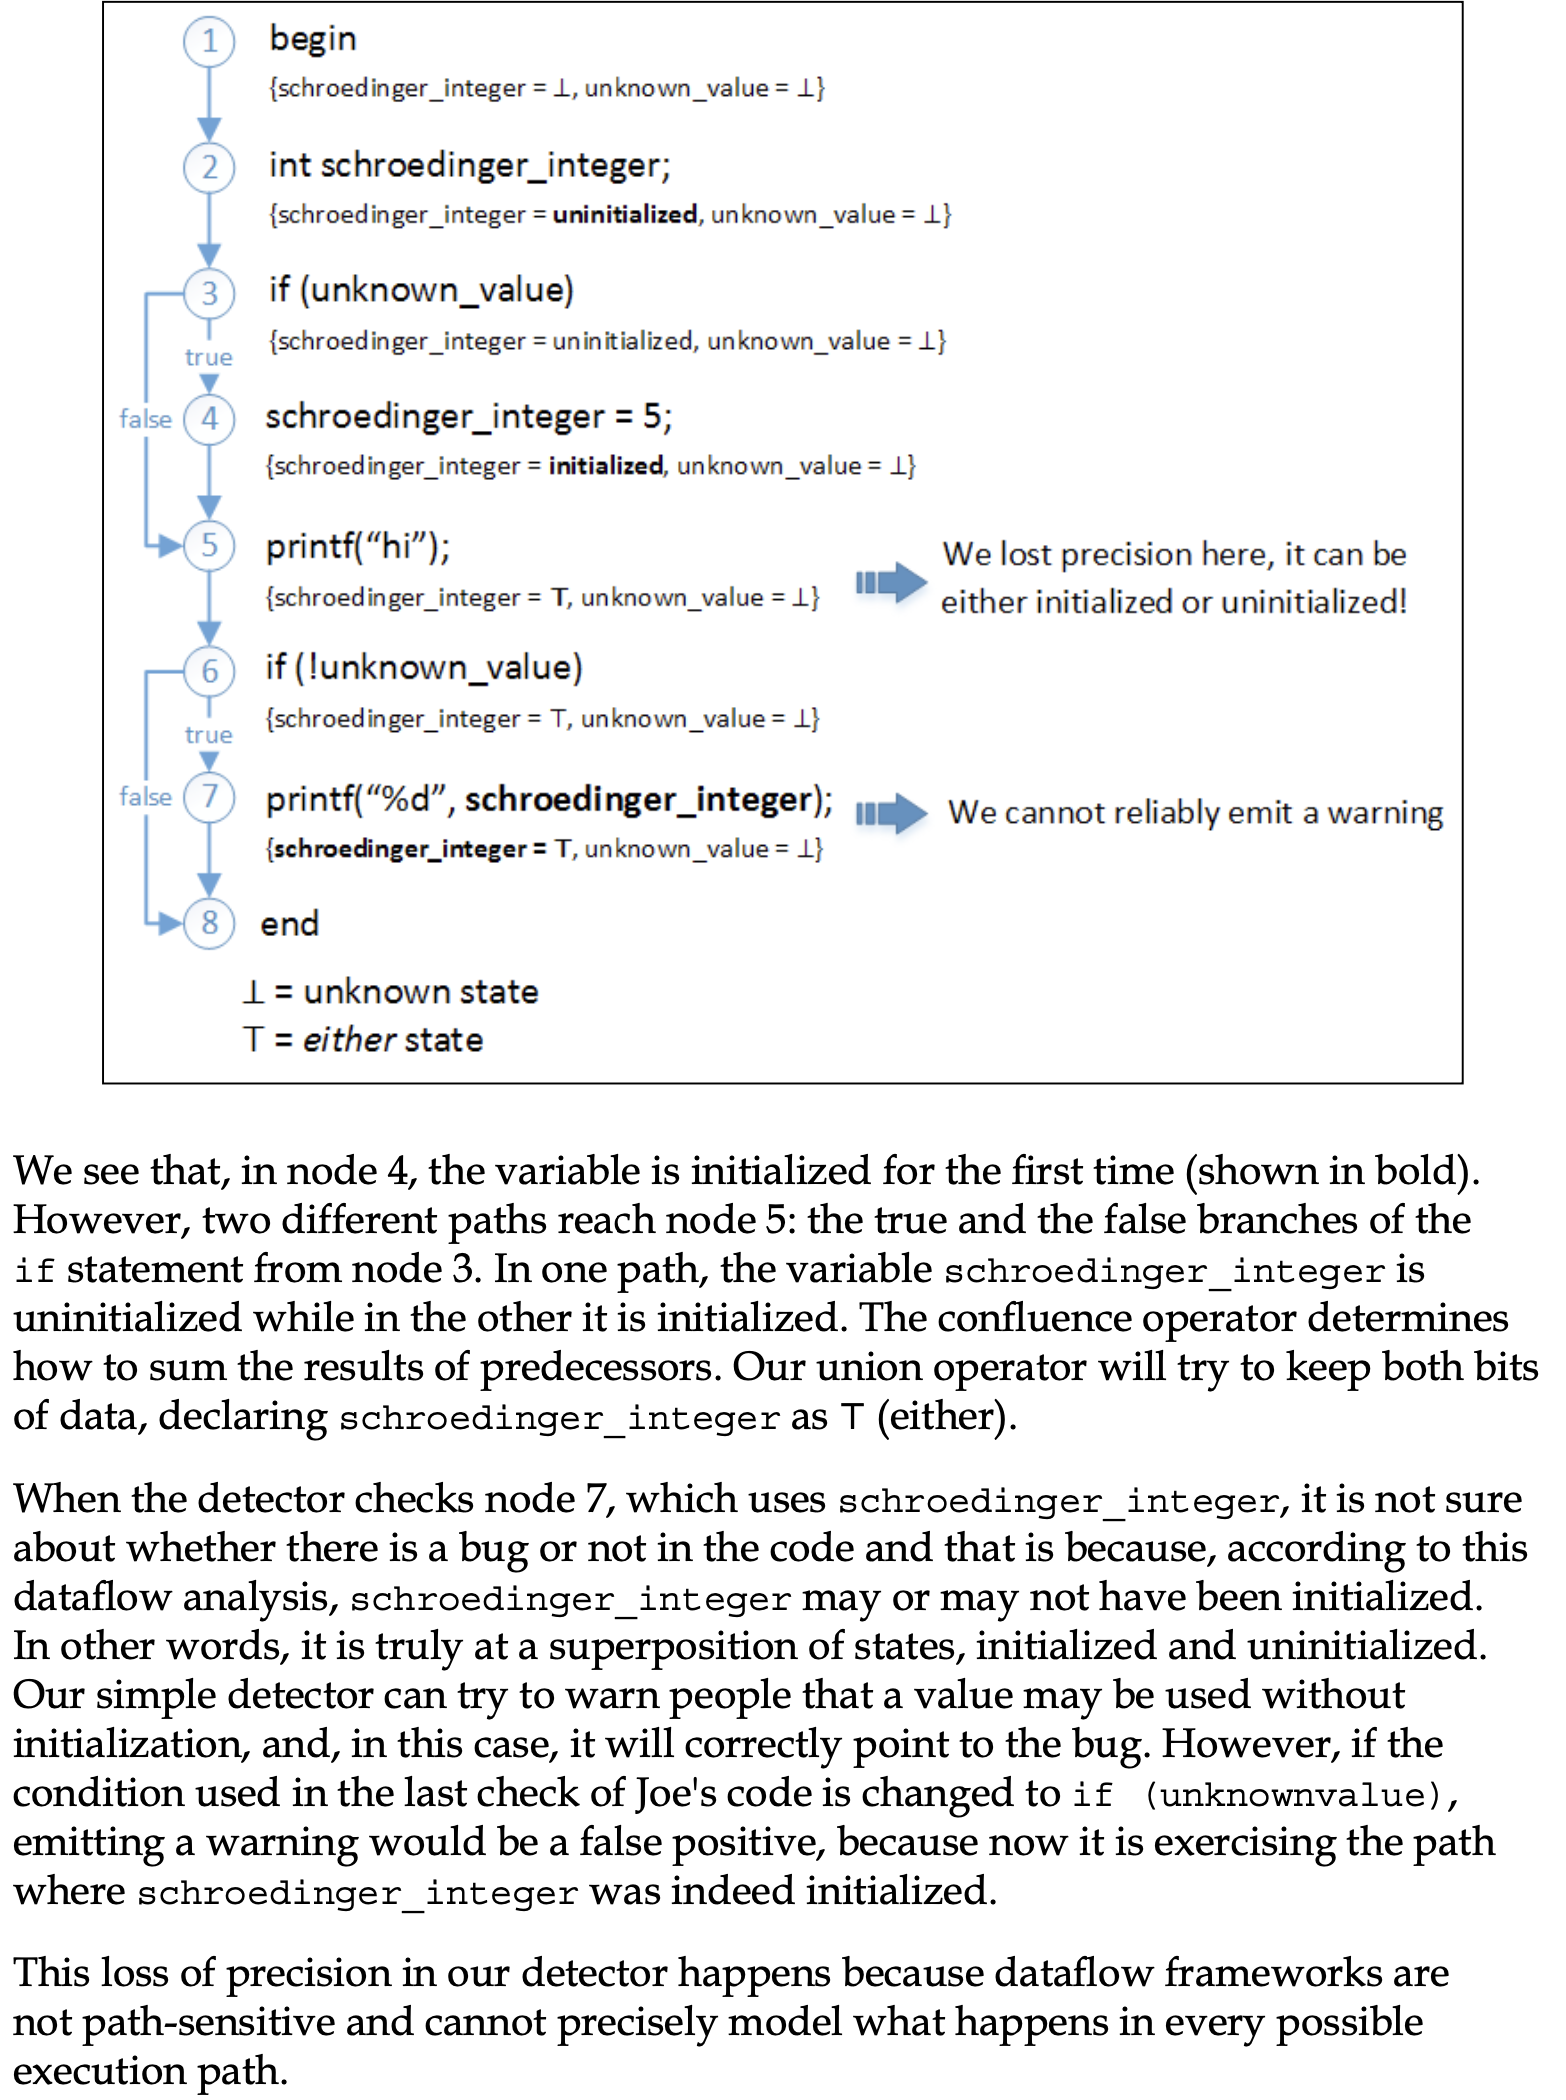 1 begin
{schroedinger_integer = ⊥, unknown_value = ⊥}
2 int schroedinger_integer;
{schroedinger_integer = uninitialized, unknown_value = ⊥}
3 if (unknown_value)
{schroedinger_integer = uninitialized, unknown_value = ⊥}
true
false 4 schroedinger_integer = 5;
{schroedinger_integer = initialized, unknown_value = ⊥}
5 printf(“hi”);
We lost precision here, it can be
either initialized or uninitialized!
{schroedinger_integer = T, unknown_value = ⊥}
6 if (!unknown_value)
{schroedinger_integer = T, unknown_value = ⊥}
true
false 7 printf(“%d”, schroedinger_integer); We cannot reliably emit a warning
{schroedinger_integer = T, unknown_value = ⊥}
8 end
⊥ = unknown state
T = either state
We see that, in node 4, the variable is initialized for the first time (shown in bold).
However, two different paths reach node 5: the true and the false branches of the
if statement from node 3. In one path, the variable schroedinger_integer is
uninitialized while in the other it is initialized. The confluence operator determines
how to sum the results of predecessors. Our union operator will try to keep both bits
of data, declaring schroedinger_integer as T (either).
When the detector checks node 7, which uses schroedinger_integer, it is not sure
about whether there is a bug or not in the code and that is because, according to this
dataflow analysis, schroedinger_integer may or may not have been initialized.
In other words, it is truly at a superposition of states, initialized and uninitialized.
Our simple detector can try to warn people that a value may be used without
initialization, and, in this case, it will correctly point to the bug. However, if the
condition used in the last check of Joe's code is changed to if (unknownvalue),
emitting a warning would be a false positive, because now it is exercising the path
where schroedinger_integer was indeed initialized.
This loss of precision in our detector happens because dataflow frameworks are
not path-sensitive and cannot precisely model what happens in every possible
execution path.